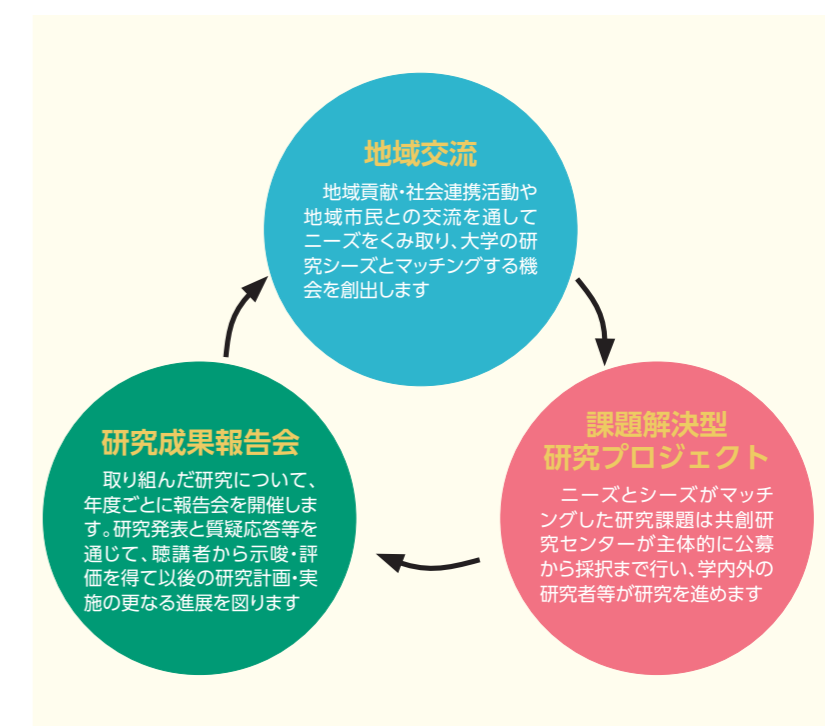 地域交流
地域貢献・社会連携活動や
地域市民との交流を通して
ニーズをくみ取り、大学の研
究シーズとマッチングする機
会を創出します
課題解決型
研究プロジェクト
ニーズとシーズがマッチ
ングした研究課題は共創研
究センターが主体的に公募
から採択まで行い、学内外の
研究者等が研究を進めます
研究成果報告会
取り組んだ研究について、
年度ごとに報告会を開催しま
す。研究発表と質疑応答等を
通じて、聴講者から示唆・評
価を得て以後の研究計画・実
施の更なる進展を図ります